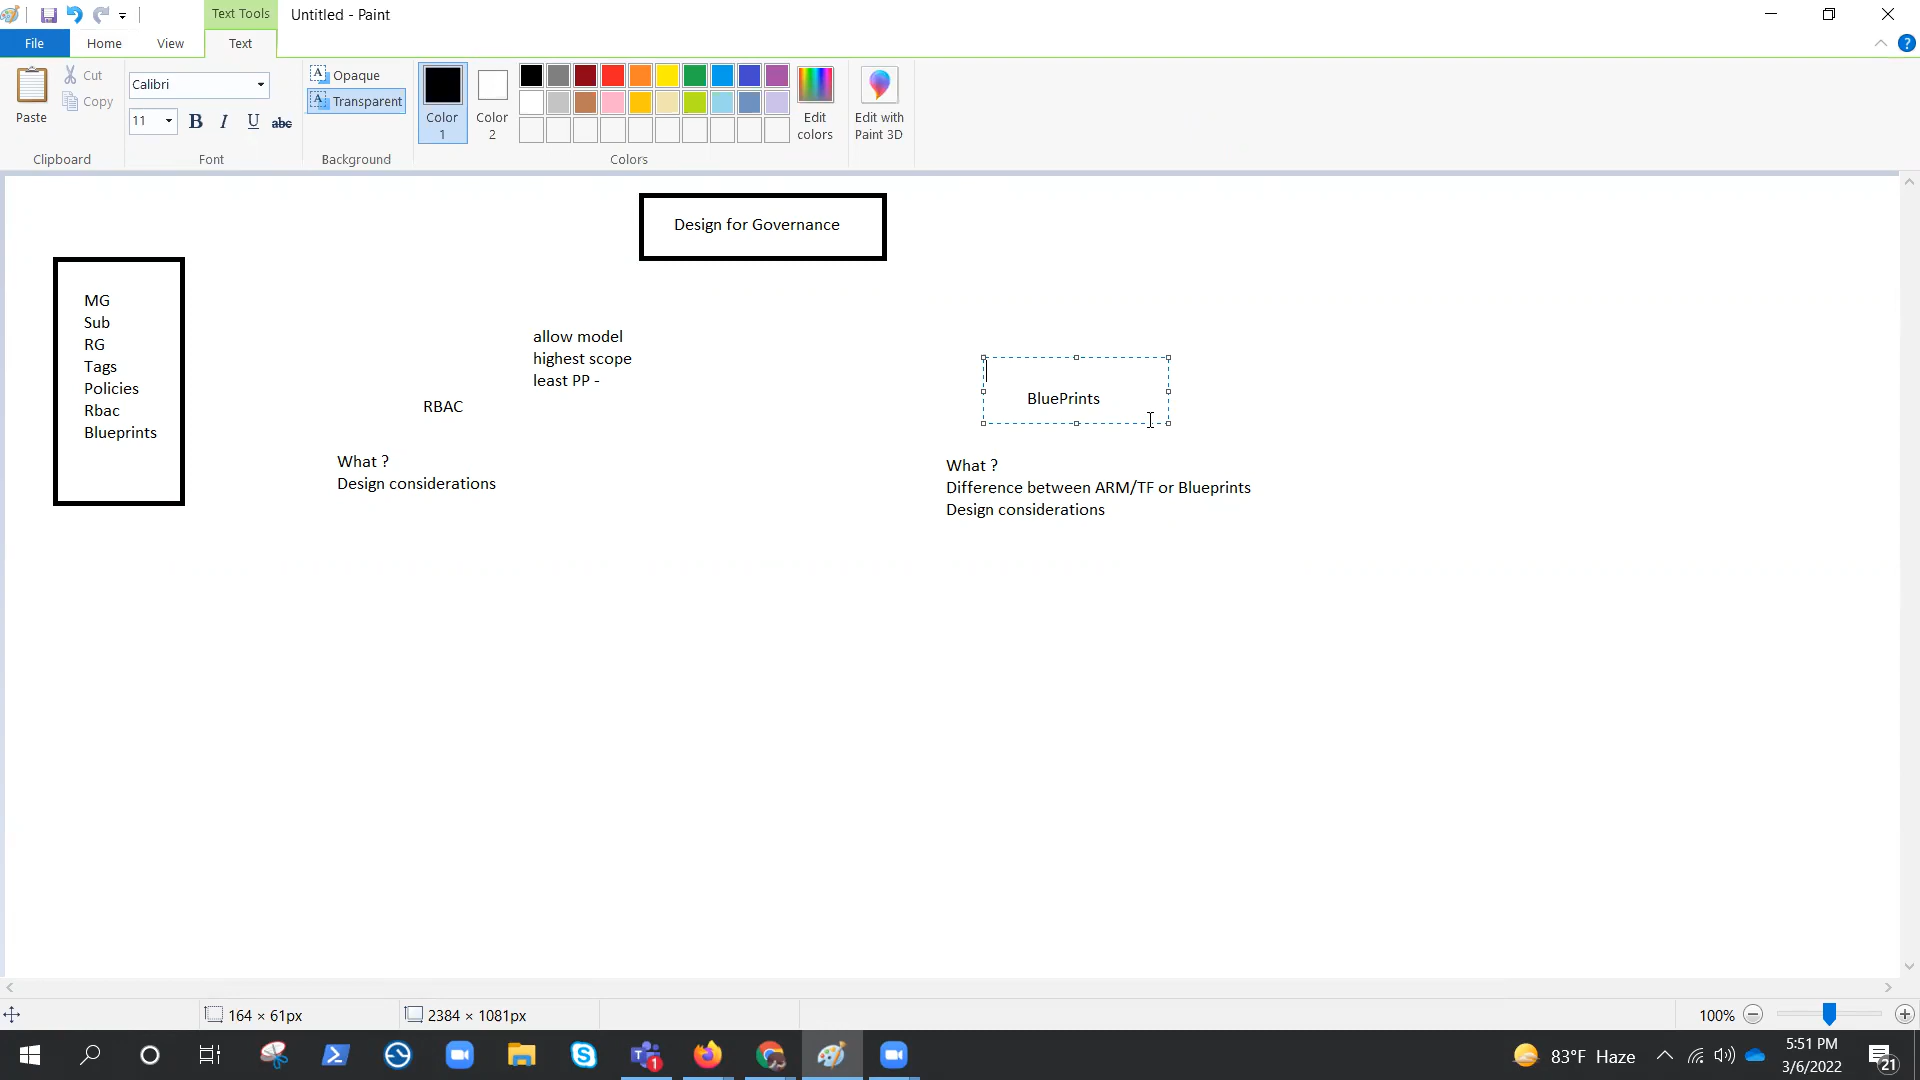 Text Tools
Untitled - Paint
File
Home
View
Text
Paste
Cut
Copy
Clipboard
Calibri
11
B I U abc
Font
Opaque
Transparent
Background
Color 1
Color 2
Edit colors
Colors
Edit with Paint 3D
Design for Governance
MG
Sub
RG
Tags
Policies
Rbac
Blueprints
allow model
highest scope
least PP -
RBAC
What ?
Design considerations
BluePrints
What ?
Difference between ARM/TF or Blueprints
Design considerations
164 × 61px
2384 × 1081px
100%
1
83°F Haze
5:51 PM
3/6/2022
21